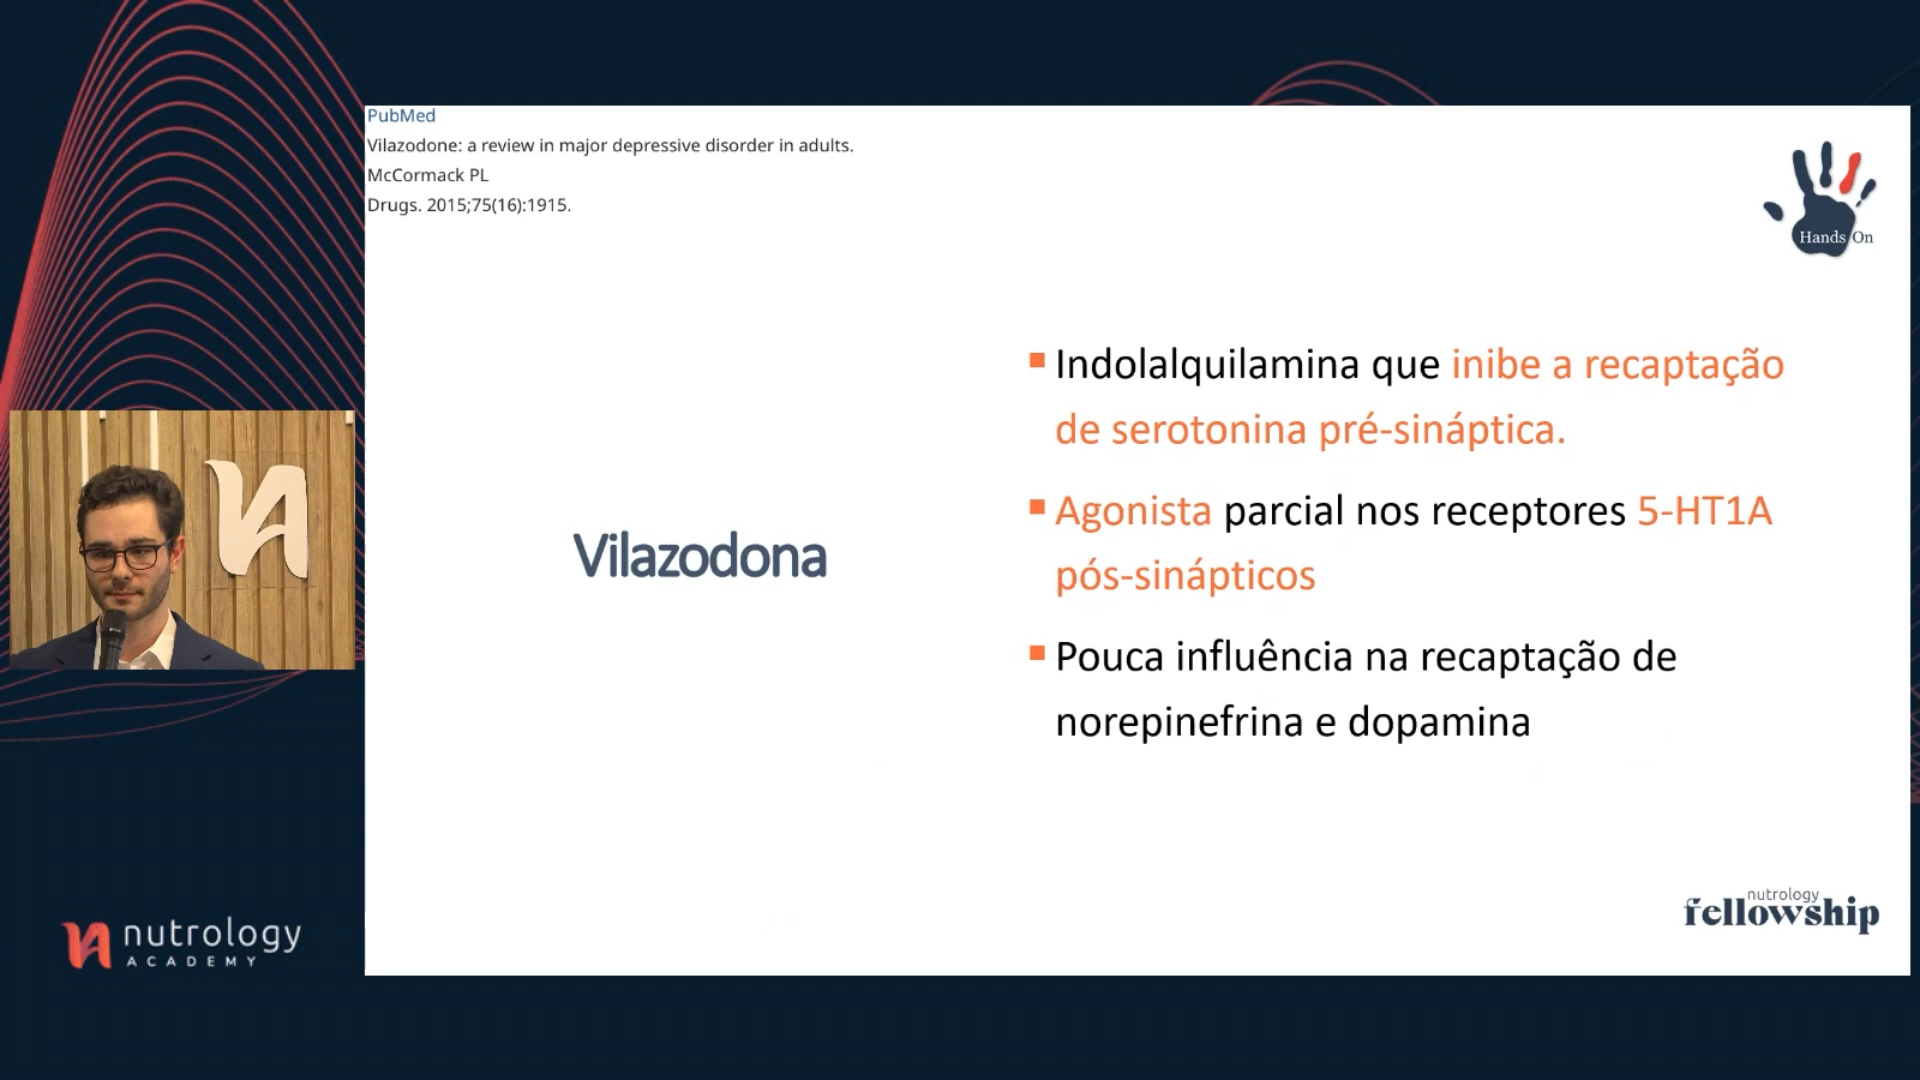 PubMed
Vilazodone: a review in major depressive disorder in adults.
McCormack PL
Drugs. 2015;75(16):1915.
Hands On
Indolalquilamina que inibe a recaptação
de serotonina pré-sináptica.
Agonista parcial nos receptores 5-HT1A
pós-sinápticos
Pouca influência na recaptação de
norepinefrina e dopamina
Vilazodona
nutrology
fellowship
nutrology
ACADEMY